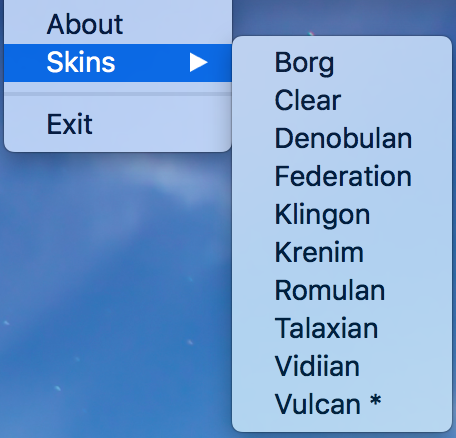 About
Skins
Exit
Borg
Clear
Denobulan
Federation
Klingon
Krenim
Romulan
Talaxian
Vidiian
Vulcan *